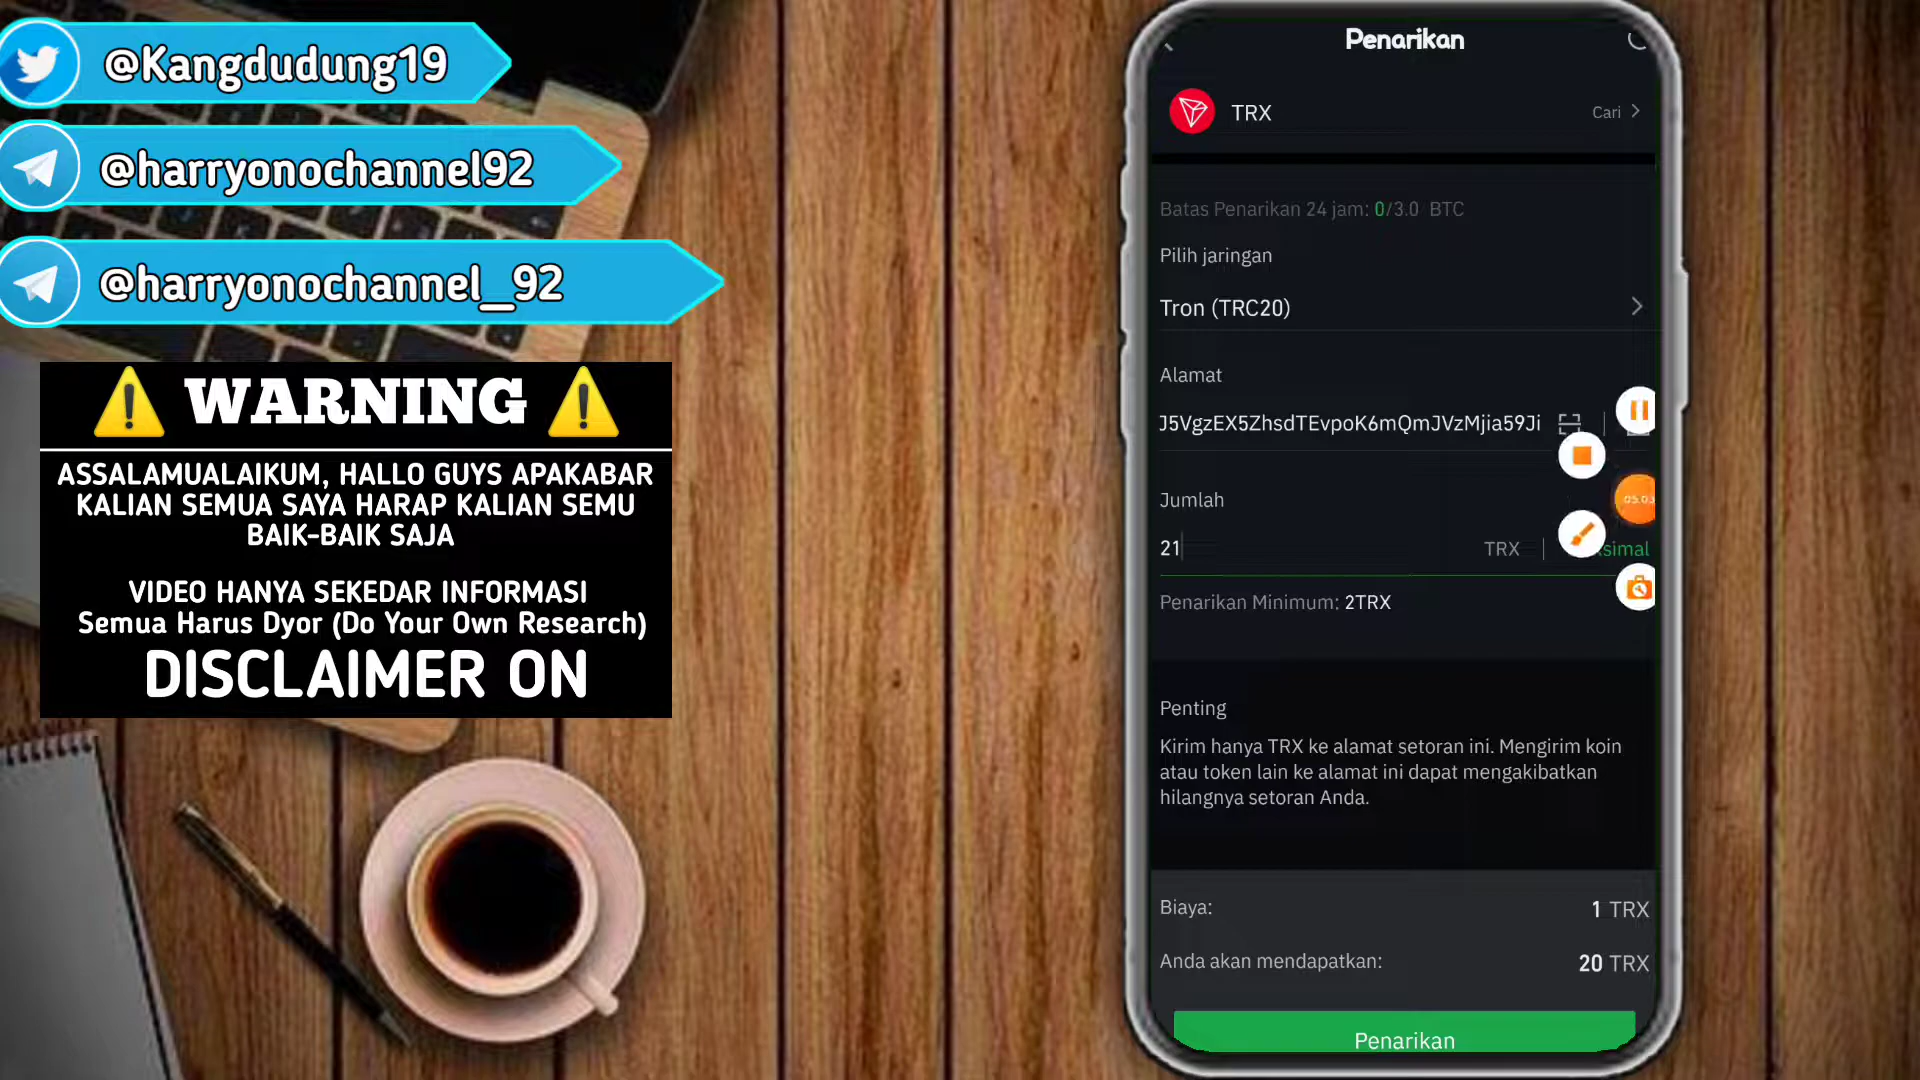 @Kangdudung19
@harryonochannel92
@harryonochannel_92
WARNING
ASSALAMUALAIKUM, HALLO GUYS APAKABAR
KALIAN SEMUA SAYA HARAP KALIAN SEMU
BAIK-BAIK SAJA
VIDEO HANYA SEKEDAR INFORMASI
Semua Harus Dyor (Do Your Own Research)
DISCLAIMER ON
Penarikan
TRX
Cari
Batas Penarikan 24 jam: 0/3.0 BTC
Pilih jaringan
Tron (TRC20)
Alamat
J5VgzEX5ZhsdTEvpoK6mQmJVzMjia59Ji
Jumlah
21
TRX
Penarikan Minimum: 2TRX
Penting
Kirim hanya TRX ke alamat setoran ini. Mengirim koin
atau token lain ke alamat ini dapat mengakibatkan
hilangnya setoran Anda.
Biaya:
1 TRX
Anda akan mendapatkan:
20 TRX
Penarikan